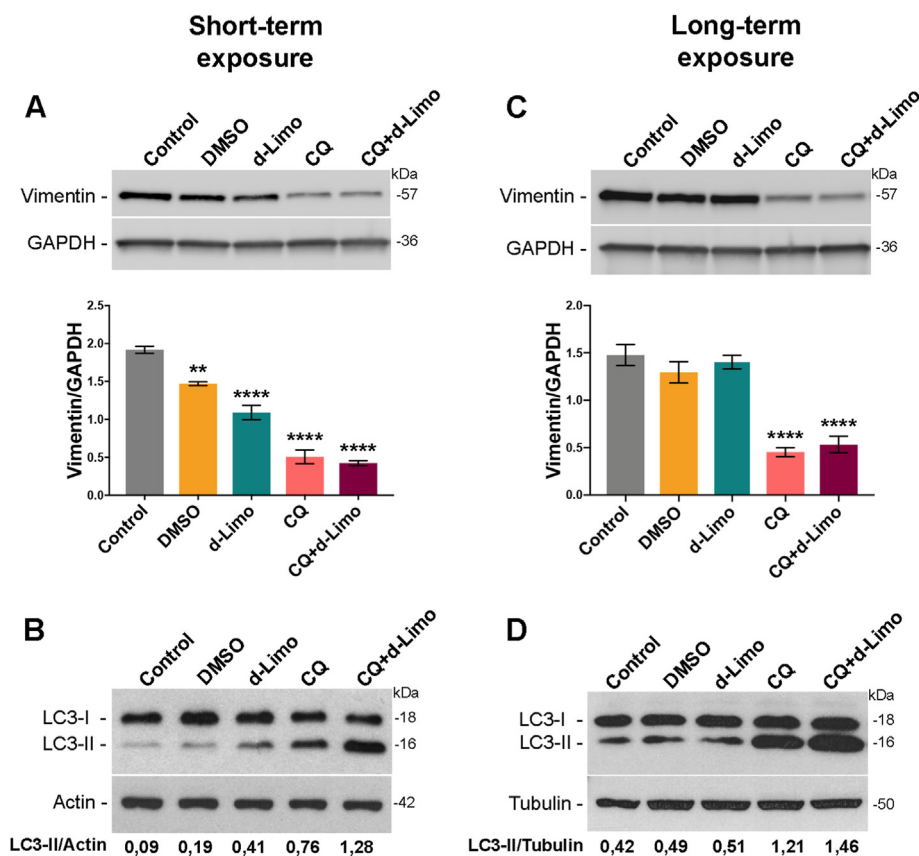 Short-term
exposure
Long-term
exposure
A
Control
DMSO
d-Limo
CQ
CQ+d-Limo
kDa
Vimentin -
-57
GAPDH -
-36
Vimentin/GAPDH
2.5
2.0
1.5
1.0
0.5
0.0
**
****
****
****
Control
DMSO
d-Limo
CQ
CQ+d-Limo
C
Control
DMSO
d-Limo
CQ
CQ+d-Limo
kDa
Vimentin -
-57
GAPDH -
-36
Vimentin/GAPDH
2.0
1.5
1.0
0.5
0.0
****
****
Control
DMSO
d-Limo
CQ
CQ+d-Limo
B
Control
DMSO
d-Limo
CQ
CQ+d-Limo
kDa
LC3-I -
-18
LC3-II -
-16
Actin -
-42
LC3-II/Actin 0,09 0,19 0,41 0,76 1,28
D
Control
DMSO
d-Limo
CQ
CQ+d-Limo
kDa
LC3-I -
-18
LC3-II -
-16
Tubulin -
-50
LC3-II/Tubulin 0,42 0,49 0,51 1,21 1,46